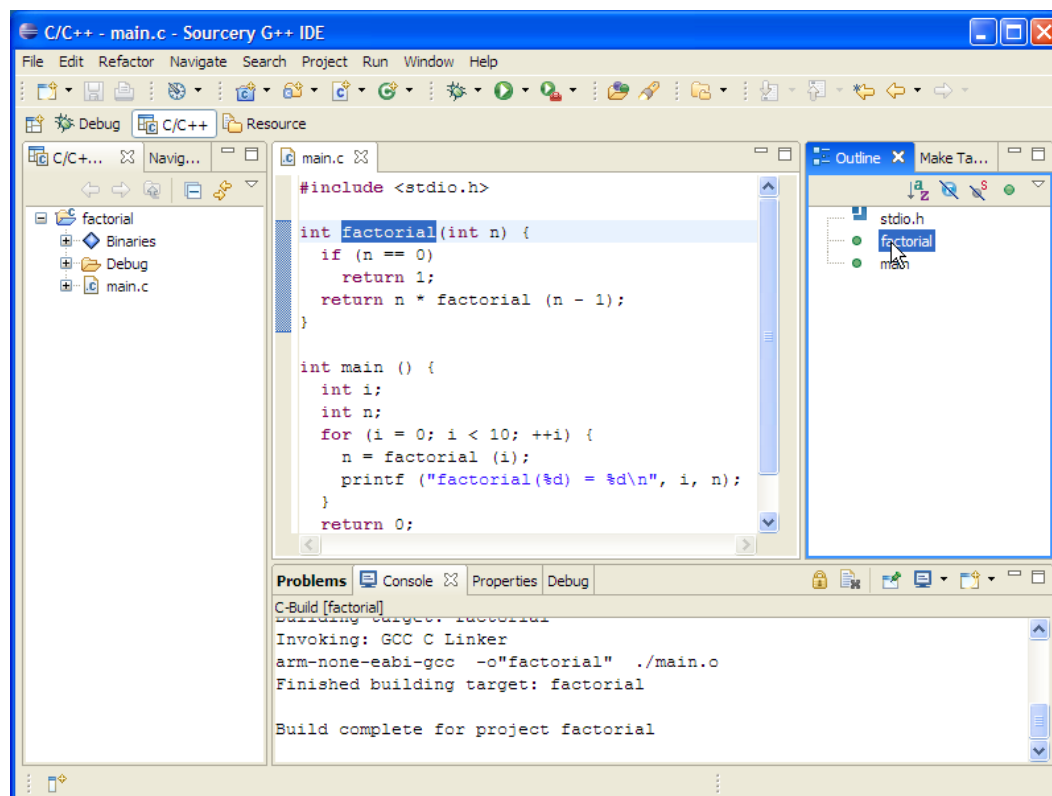 C/C++ - main.c - Sourcery G++ IDE
File Edit Refactor Navigate Search Project Run Window Help
Debug C/C++ Resource
C/C+... Navig...
factorial
Binaries
Debug
main.c
main.c
#include <stdio.h>
int factorial(int n) {
if (n == 0)
return 1;
return n * factorial (n - 1);
}
int main () {
int i;
int n;
for (i = 0; i < 10; ++i) {
n = factorial (i);
printf ("factorial(%d) = %d\n", i, n);
}
return 0;
Outline Make Ta...
stdio.h
factorial
main
Problems Console Properties Debug
C-Build [factorial]
Building target: factorial
Invoking: GCC C Linker
arm-none-eabi-gcc -o"factorial" ./main.o
Finished building target: factorial
Build complete for project factorial